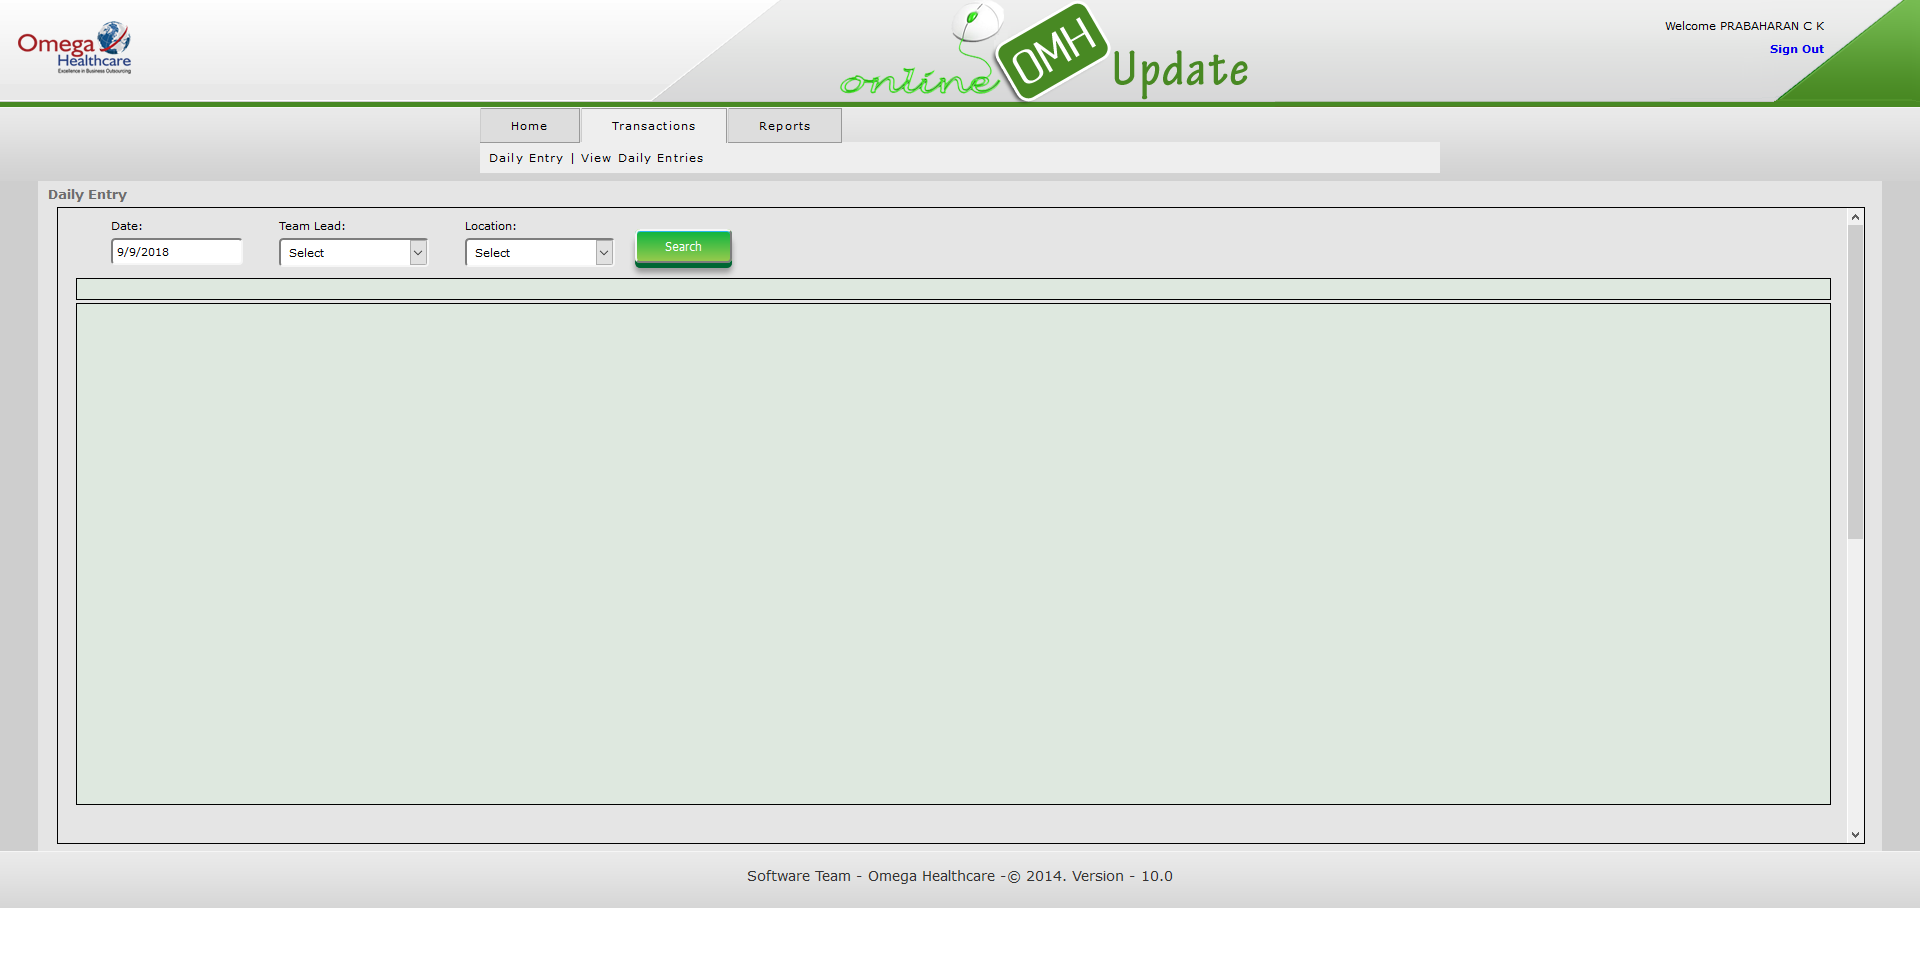 Omega
Healthcare
Excellence in Business Outsourcing
online OMH Update
Welcome PRABAHARAN C K
Sign Out
Home Transactions Reports
Daily Entry | View Daily Entries
Daily Entry
Date: Team Lead: Location:
9/9/2018 Select Select Search
Software Team - Omega Healthcare -© 2014. Version - 10.0